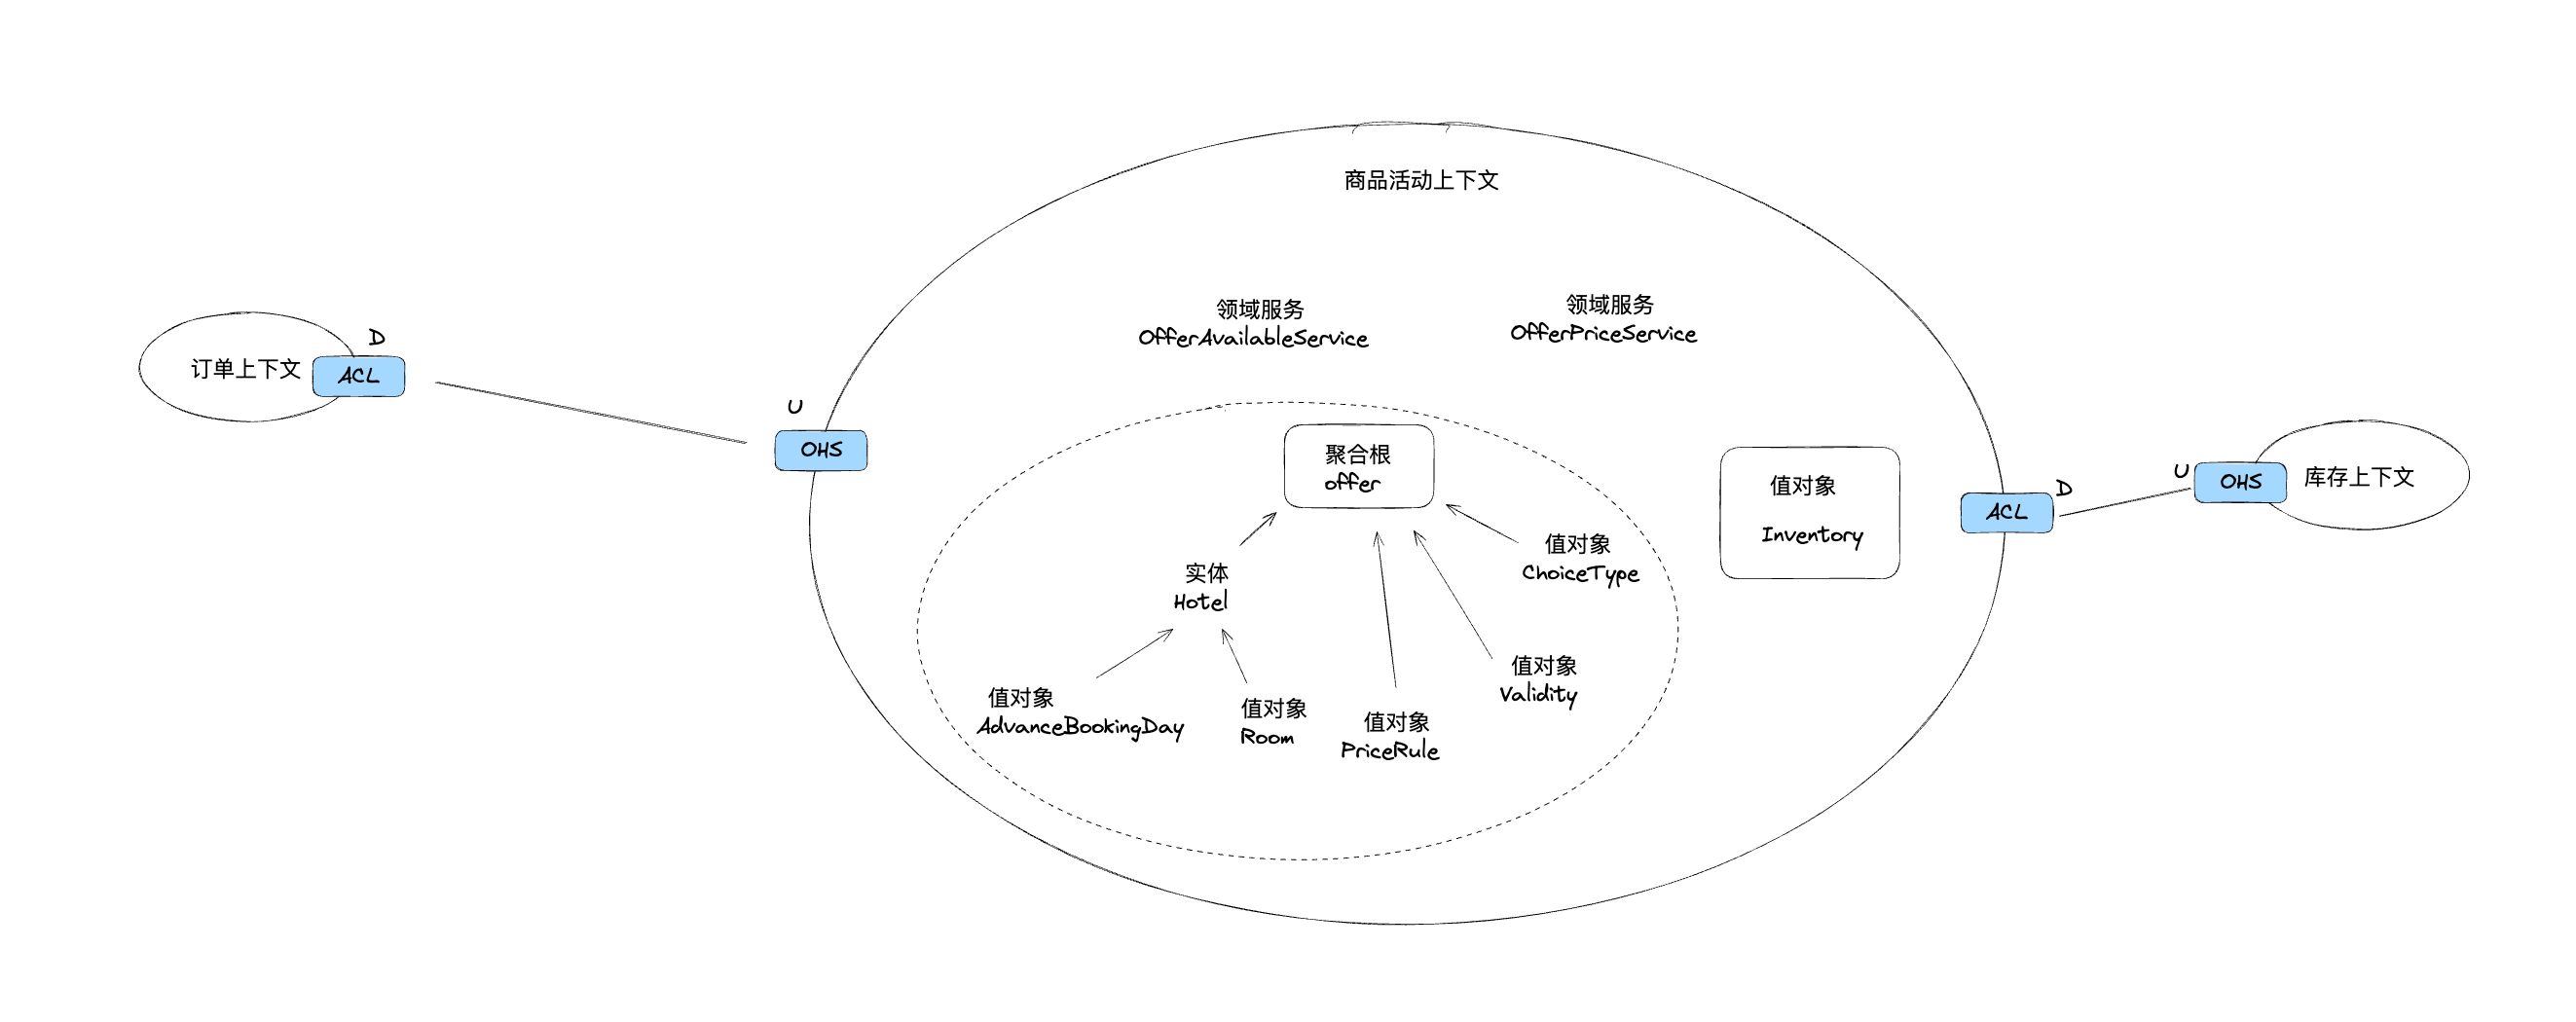 商品活动上下文
领域服务
OfferAvailableService
领域服务
OfferPriceService
D
订单上下文
ACL
U
OHS
聚合根
offer
值对象
Inventory
D
ACL
U
OHS
库存上下文
实体
Hotel
值对象
ChoiceType
值对象
AdvanceBookingDay
值对象
Room
值对象
PriceRule
值对象
Validity